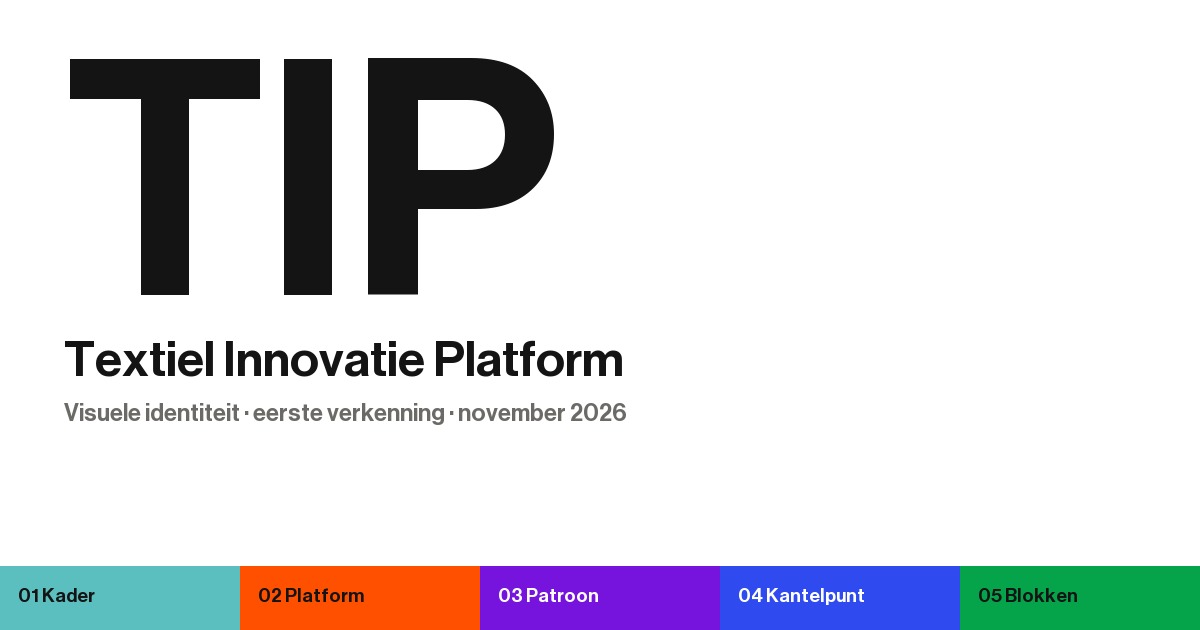 TIP
Textiel Innovatie Platform
Visuele identiteit · eerste verkenning · november 2026
01 Kader
02 Platform
03 Patroon
04 Kantelpunt
05 Blokken